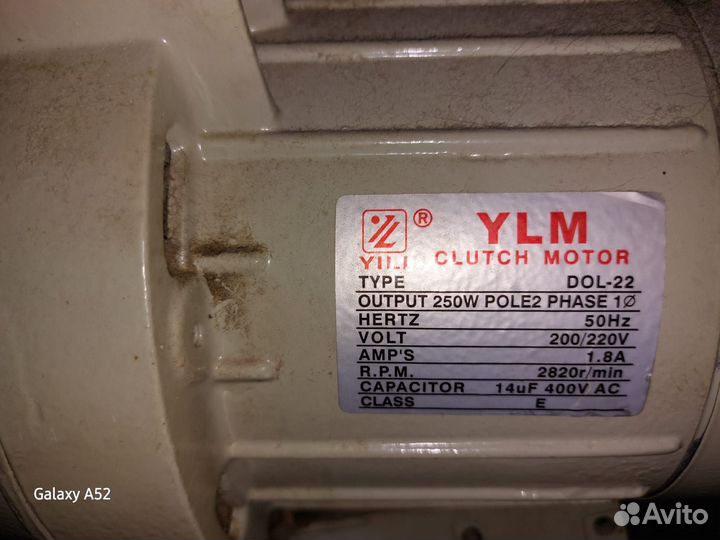 ® YLM
YILI CLUTCH MOTOR
TYPE DOL-22
OUTPUT 250W POLE2 PHASE 1Ø
HERTZ 50Hz
VOLT 200/220V
AMP'S 1.8A
R.P.M. 2820r/min
CAPACITOR 14uF 400V AC
CLASS E
Galaxy A52
Avito